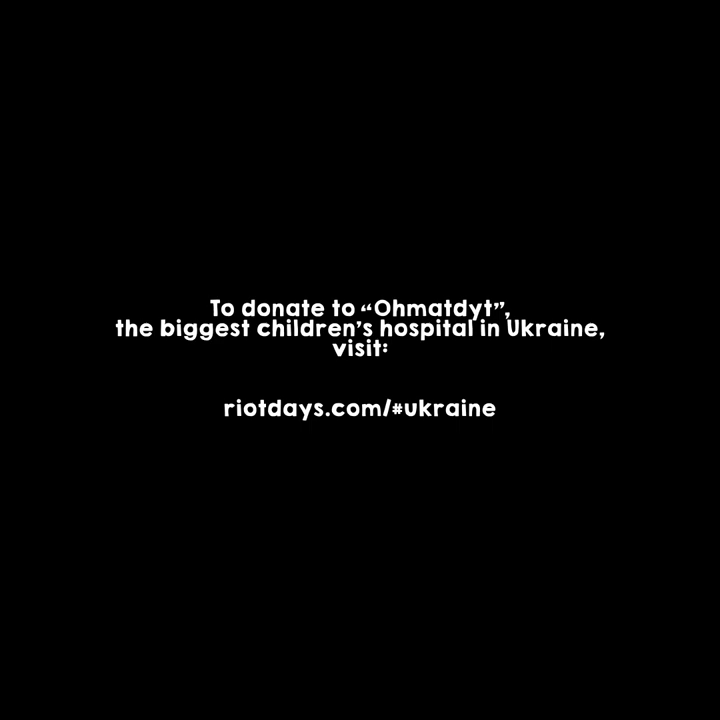 To donate to “Ohmatdyt”,
the biggest children’s hospital in Ukraine,
visit:
riotdays.com/#ukraine